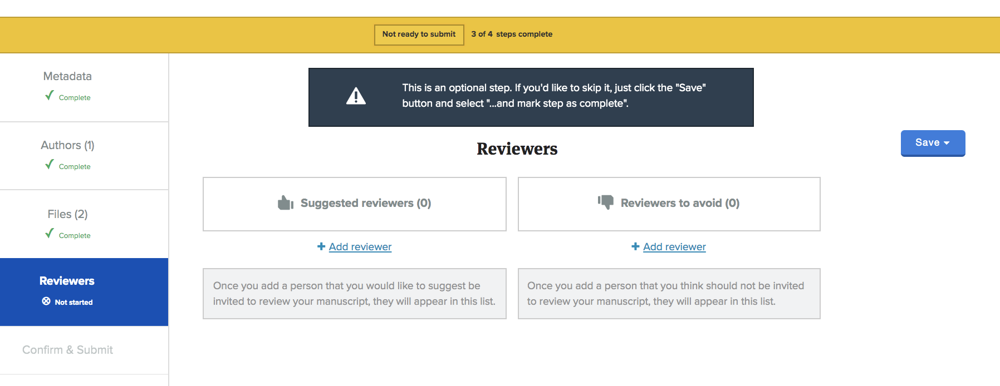 Not ready to submit 3 of 4 steps complete
Metadata
Complete
Authors (1)
Complete
Files (2)
Complete
Reviewers
Not started
Confirm & Submit
This is an optional step. If you'd like to skip it, just click the "Save"
button and select "...and mark step as complete".
Reviewers
Save
Suggested reviewers (0)
Add reviewer
Once you add a person that you would like to suggest be
invited to review your manuscript, they will appear in this list.
Reviewers to avoid (0)
Add reviewer
Once you add a person that you think should not be invited
to review your manuscript, they will appear in this list.